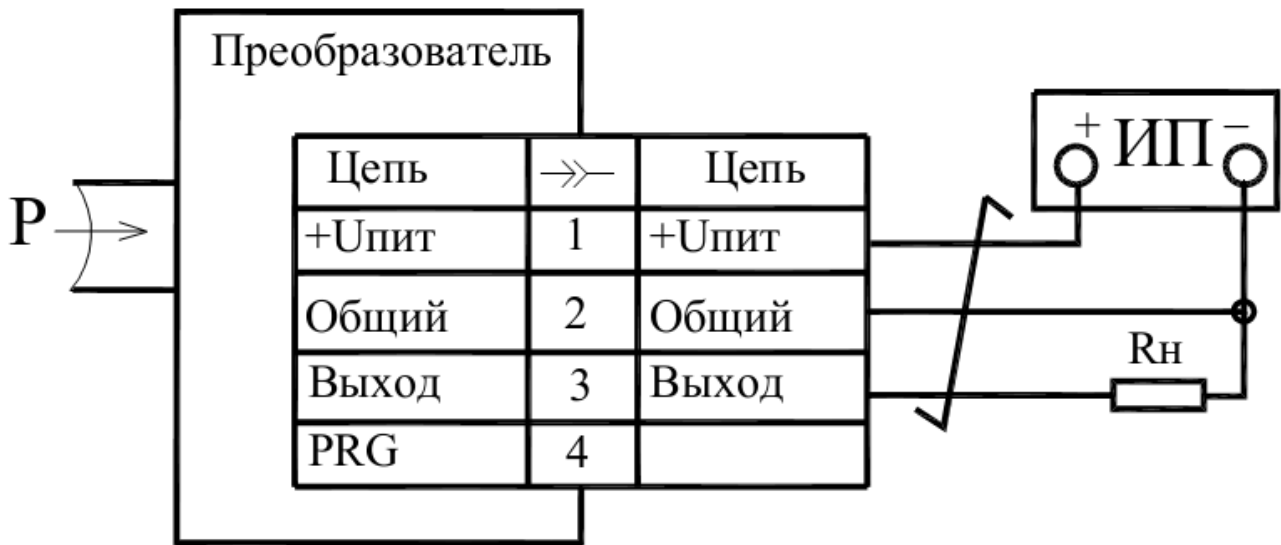 Преобразователь
+ ИП −
Цепь Цепь
P
+Uпит 1 +Uпит
Общий 2 Общий
Rн
Выход 3 Выход
PRG 4